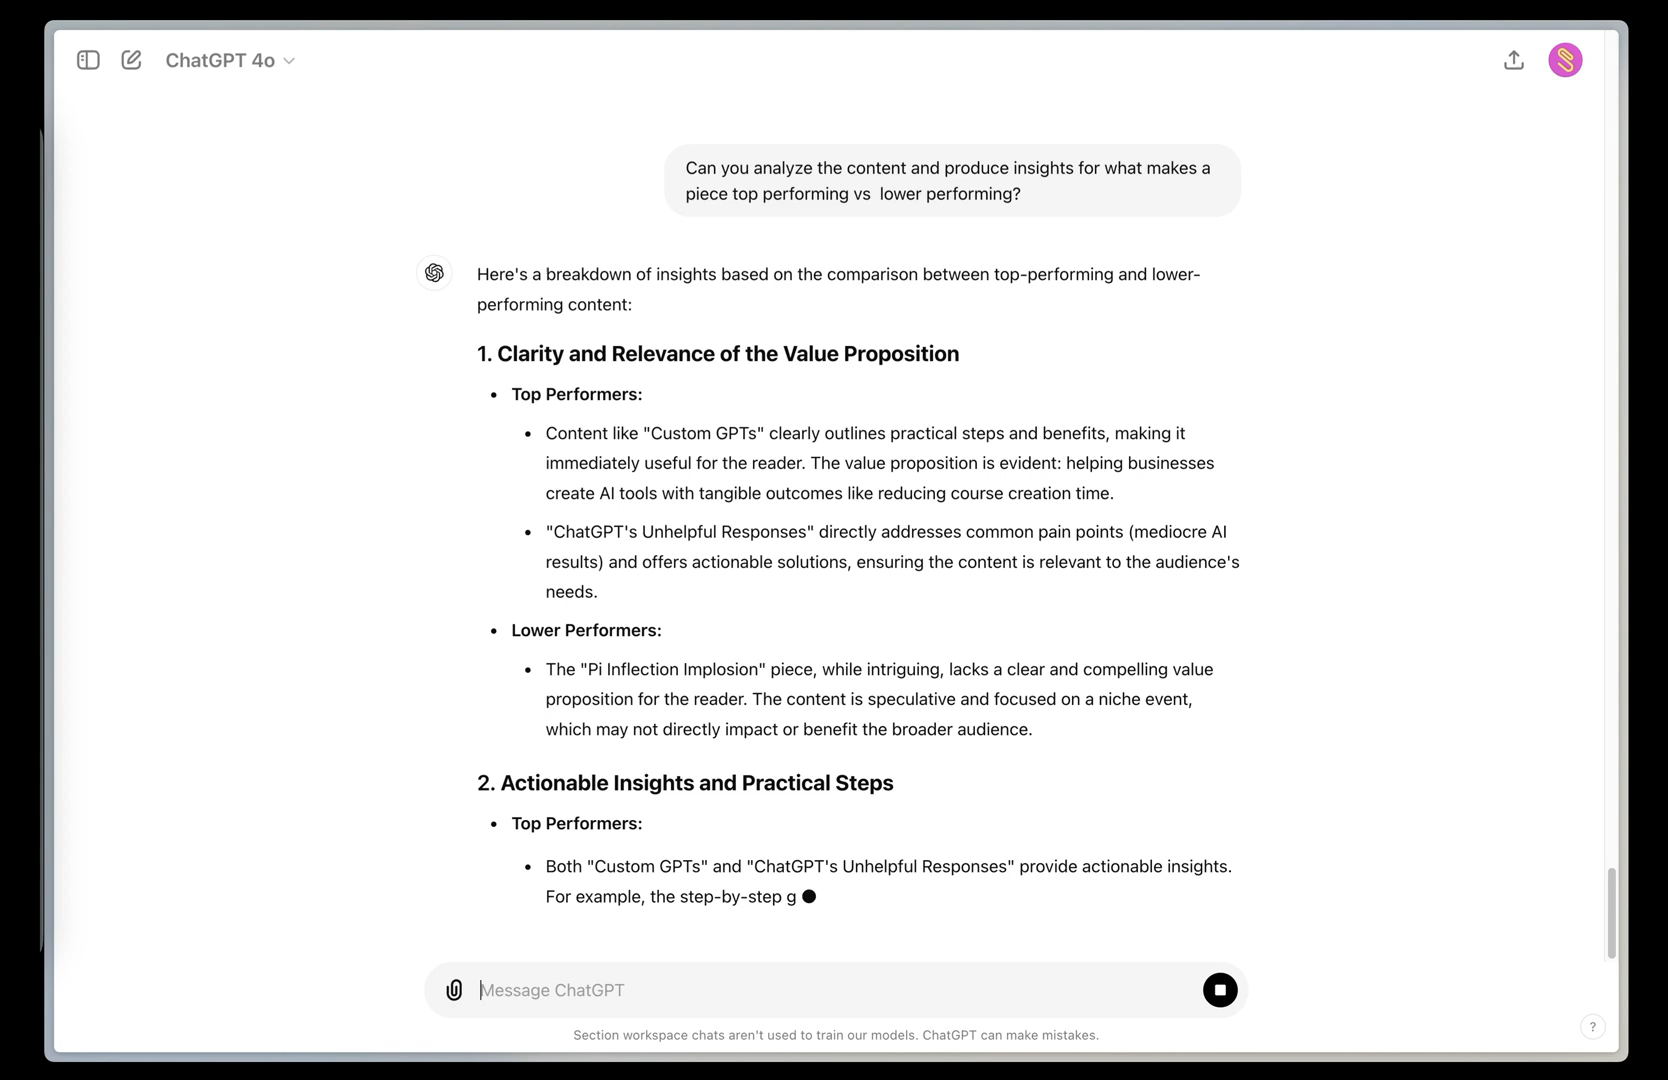 ChatGPT 4o
Can you analyze the content and produce insights for what makes a
piece top performing vs  lower performing?
Here's a breakdown of insights based on the comparison between top-performing and lower-
performing content:
1. Clarity and Relevance of the Value Proposition
• Top Performers:
• Content like "Custom GPTs" clearly outlines practical steps and benefits, making it
immediately useful for the reader. The value proposition is evident: helping businesses
create AI tools with tangible outcomes like reducing course creation time.
• "ChatGPT's Unhelpful Responses" directly addresses common pain points (mediocre AI
results) and offers actionable solutions, ensuring the content is relevant to the audience's
needs.
• Lower Performers:
• The "Pi Inflection Implosion" piece, while intriguing, lacks a clear and compelling value
proposition for the reader. The content is speculative and focused on a niche event,
which may not directly impact or benefit the broader audience.
2. Actionable Insights and Practical Steps
• Top Performers:
• Both "Custom GPTs" and "ChatGPT's Unhelpful Responses" provide actionable insights.
For example, the step-by-step g
Message ChatGPT
Section workspace chats aren't used to train our models. ChatGPT can make mistakes.
?